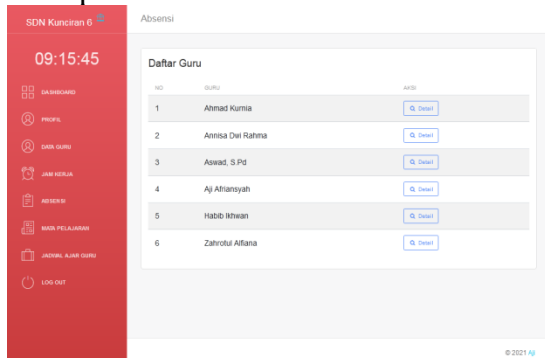 SDN Kunciran 6
Absensi
09:15:45
DASHBOARD
PROFIL
DATA GURU
JAM KERJA
ABSENSI
MATA PELAJARAN
JADWAL AJAR GURU
LOG OUT
Daftar Guru
NO GURU AKSI
1 Ahmad Kurnia Detail
2 Annisa Dwi Rahma Detail
3 Aswad, S.Pd Detail
4 Aji Afriansyah Detail
5 Habib Ikhwan Detail
6 Zahrotul Alfiana Detail
© 2021 Aji